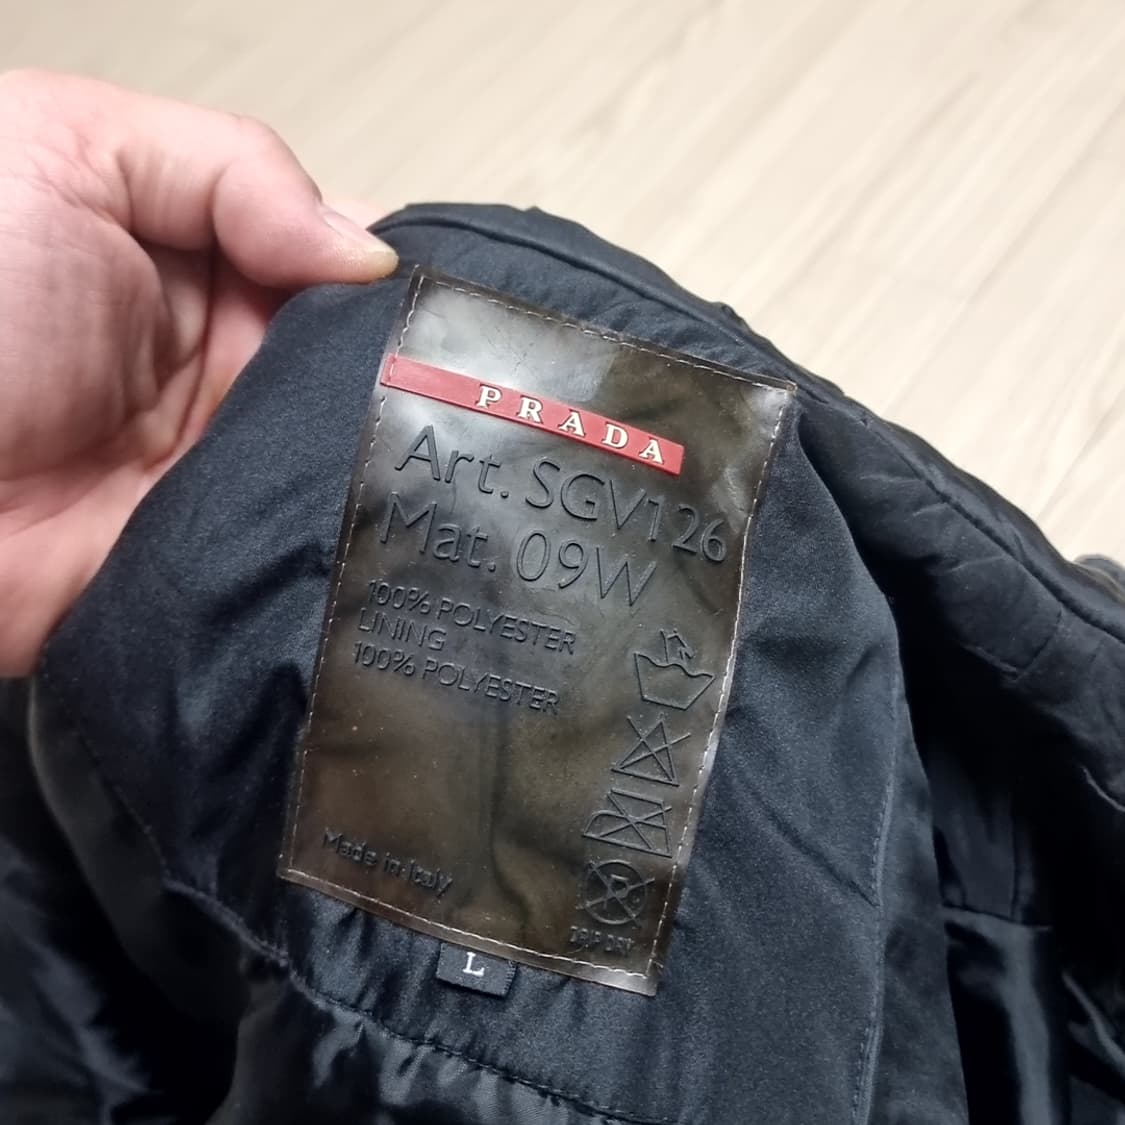 PRADA
Art. SGV126
Mat. 09W
100% POLYESTER
LINING
100% POLYESTER
Made in Italy
DRIP DRY
L